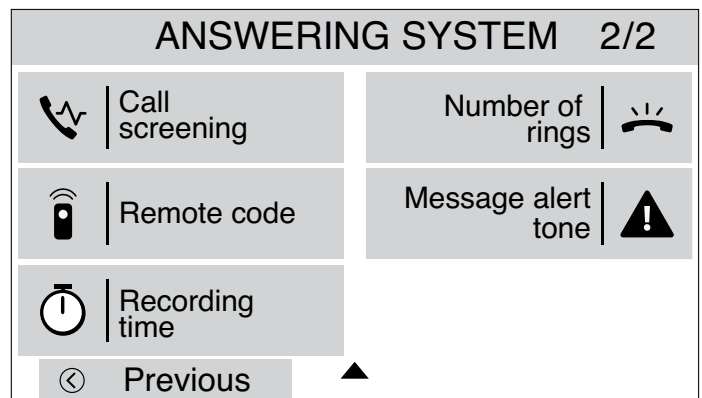 ANSWERING SYSTEM 2/2
Call
screening
Number of
rings
Remote code
Message alert
tone
Recording
time
Previous